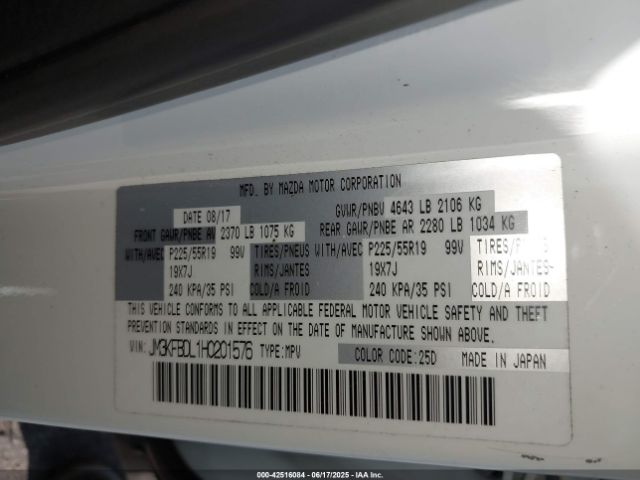 MFD. BY MAZDA MOTOR CORPORATION
DATE 08/17 GVWR/PNBV 4643 LB 2106 KG
FRONT GAWR/PNBE AV 2370 LB 1075 KG REAR GAWR/PNBE AR 2280 LB 1034 KG
WITH/AVEC P225/55R19 99V TIRES/PNEUS WITH/AVEC P225/55R19 99V TIRES/PNEUS
19X7J RIMS/JANTES 19X7J RIMS/JANTES
240 KPA/35 PSI COLD/A FROID 240 KPA/35 PSI COLD/A FROID
THIS VEHICLE CONFORMS TO ALL APPLICABLE FEDERAL MOTOR VEHICLE SAFETY AND THEFT
PREVENTION STANDARDS IN EFFECT ON THE DATE OF MANUFACTURE SHOWN ABOVE.
VIN: JM3KFBDL1H0201576 TYPE:MPV COLOR CODE:25D MADE IN JAPAN
000-42516084 - 06/17/2025 - IAAI.COM